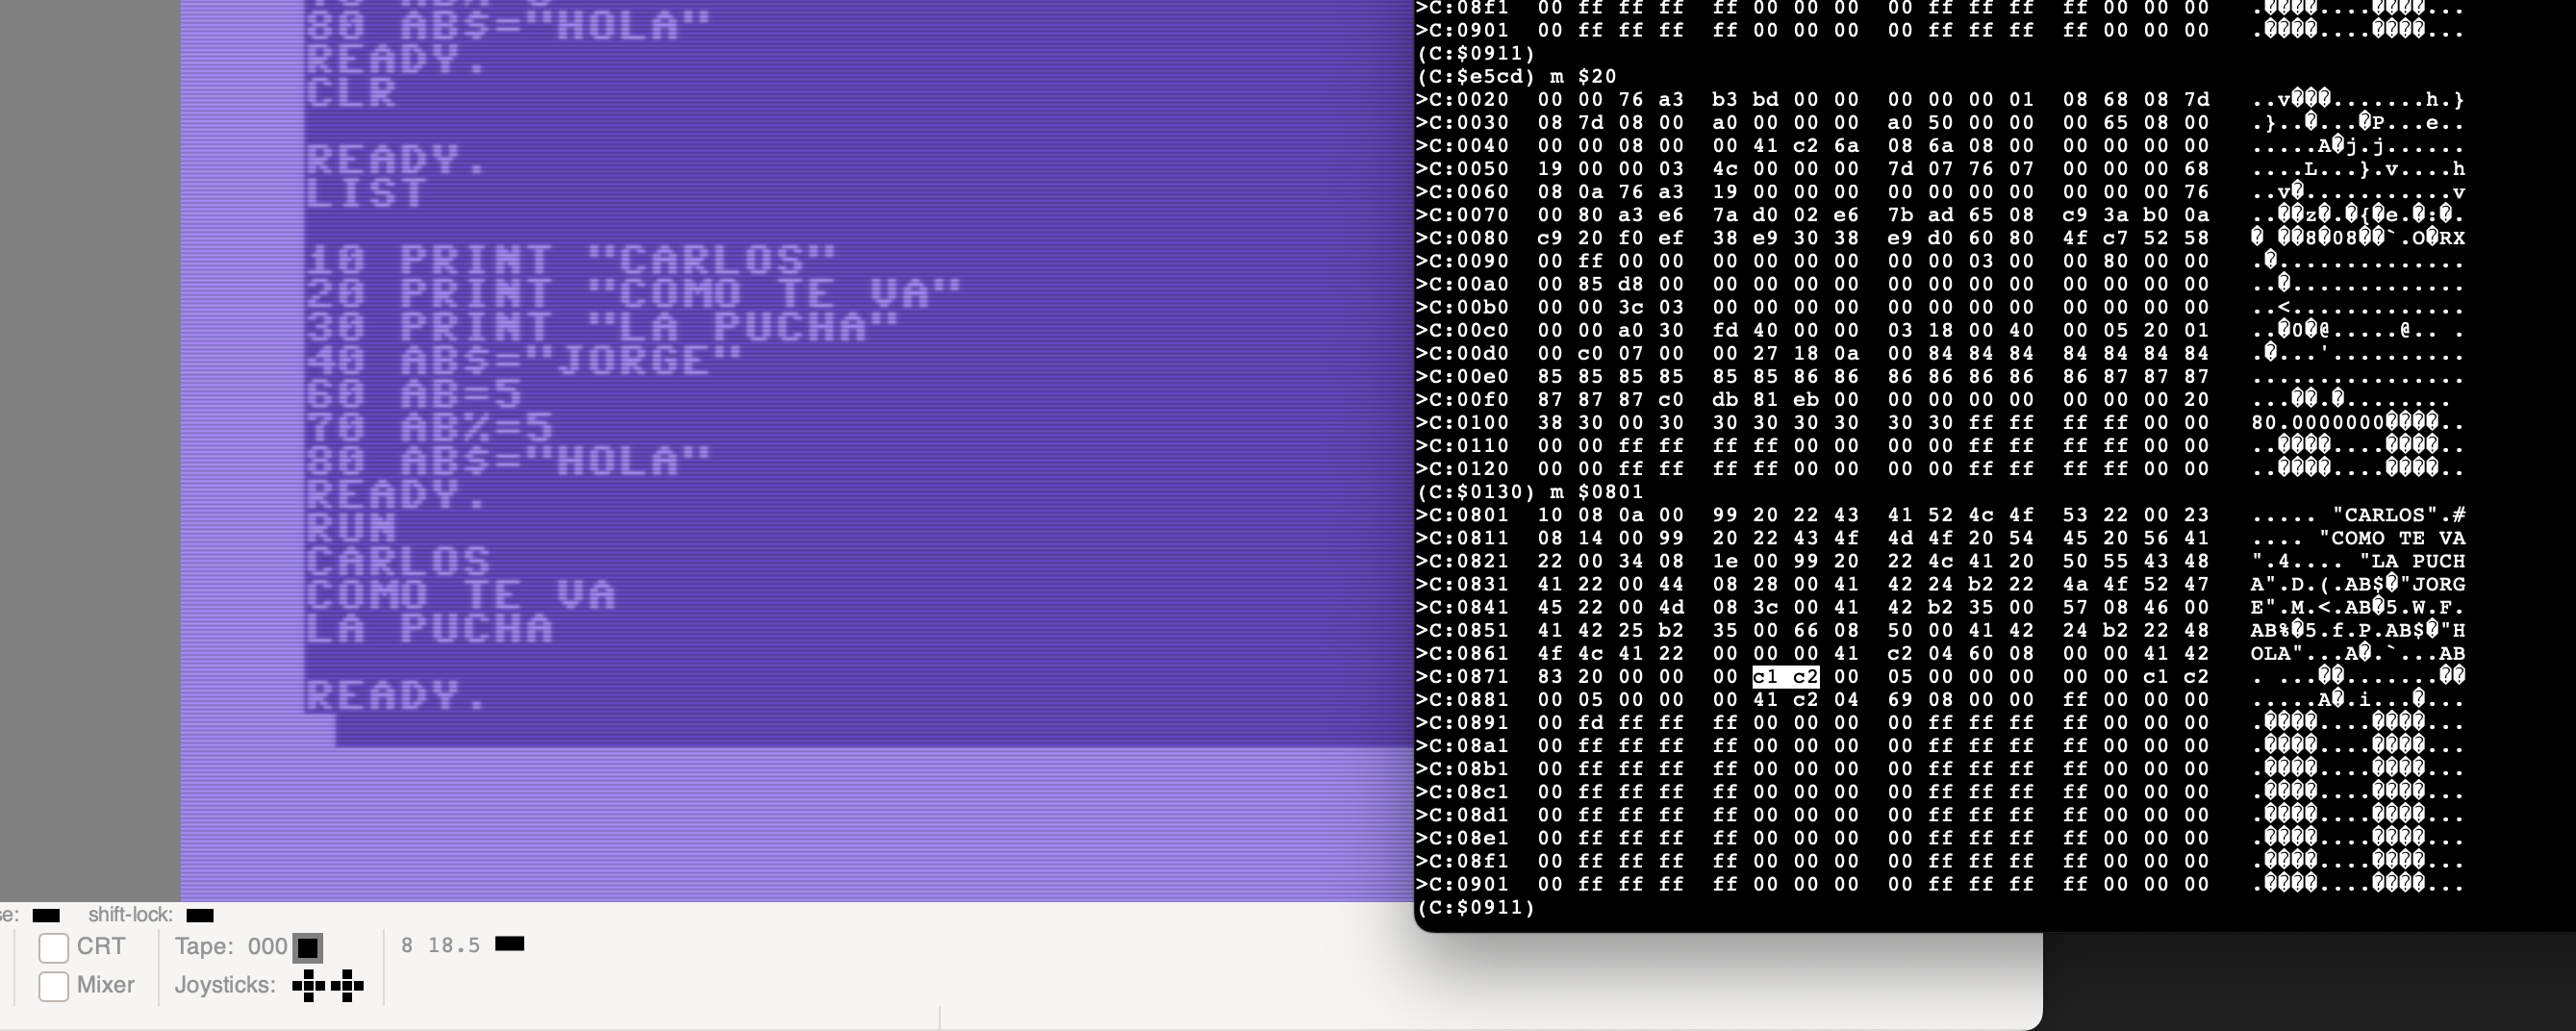 80 AB$="HOLA"
READY.
CLR
READY.
LIST
10 PRINT "CARLOS"
20 PRINT "COMO TE VA"
30 PRINT "LA PUCHA"
40 AB$="JORGE"
60 AB=5
70 AB%=5
80 AB$="HOLA"
READY.
RUN
CARLOS
COMO TE VA
LA PUCHA
READY.
>C:08f1 00 ff ff ff ff 00 00 00 00 ff ff ff ff 00 00 00 .����....����...
>C:0901 00 ff ff ff ff 00 00 00 00 ff ff ff ff 00 00 00 .����....����...
(C:$0911)
(C:$e5cd) m $20
>C:0020 00 00 76 a3 b3 bd 00 00 00 00 00 01 08 68 08 7d ..v���.......h.}
>C:0030 08 7d 08 00 a0 00 00 00 a0 50 00 00 00 65 08 00 .}..�...�P...e..
>C:0040 00 00 08 00 00 41 c2 6a 08 6a 08 00 00 00 00 00 .....A�j.j......
>C:0050 19 00 00 03 4c 00 00 00 7d 07 76 07 00 00 00 68 ....L...}.v....h
>C:0060 08 0a 76 a3 19 00 00 00 00 00 00 00 00 00 00 76 ..v�...........v
>C:0070 00 80 a3 e6 7a d0 02 e6 7b ad 65 08 c9 3a b0 0a ..��z�.�{�e.�:�.
>C:0080 c9 20 f0 ef 38 e9 30 38 e9 d0 60 80 4f c7 52 58 � ��8�08��`.O�RX
>C:0090 00 ff 00 00 00 00 00 00 00 00 03 00 00 80 00 00 .�..............
>C:00a0 00 85 d8 00 00 00 00 00 00 00 00 00 00 00 00 00 ..�.............
>C:00b0 00 00 3c 03 00 00 00 00 00 00 00 00 00 00 00 00 ..<.............
>C:00c0 00 00 a0 30 fd 40 00 00 03 18 00 40 00 05 20 01 ..�0�@.....@.. .
>C:00d0 00 c0 07 00 00 27 18 0a 00 84 84 84 84 84 84 84 .�...'..........
>C:00e0 85 85 85 85 85 85 86 86 86 86 86 86 86 87 87 87 ................
>C:00f0 87 87 87 c0 db 81 eb 00 00 00 00 00 00 00 00 20 ...��.�........
>C:0100 38 30 00 30 30 30 30 30 30 30 ff ff ff ff 00 00 80.0000000����..
>C:0110 00 00 ff ff ff ff 00 00 00 00 ff ff ff ff 00 00 ..����....����..
>C:0120 00 00 ff ff ff ff 00 00 00 00 ff ff ff ff 00 00 ..����....����..
(C:$0130) m $0801
>C:0801 10 08 0a 00 99 20 22 43 41 52 4c 4f 53 22 00 23 ..... "CARLOS".#
>C:0811 08 14 00 99 20 22 43 4f 4d 4f 20 54 45 20 56 41 .... "COMO TE VA
>C:0821 22 00 34 08 1e 00 99 20 22 4c 41 20 50 55 43 48 ".4.... "LA PUCH
>C:0831 41 22 00 44 08 28 00 41 42 24 b2 22 4a 4f 52 47 A".D.(.AB$�"JORG
>C:0841 45 22 00 4d 08 3c 00 41 42 b2 35 00 57 08 46 00 E".M.<.AB�5.W.F.
>C:0851 41 42 25 b2 35 00 66 08 50 00 41 42 24 b2 22 48 AB%�5.f.P.AB$�"H
>C:0861 4f 4c 41 22 00 00 00 41 c2 04 60 08 00 00 41 42 OLA"...A�.`...AB
>C:0871 83 20 00 00 00 c1 c2 00 05 00 00 00 00 00 c1 c2 . ...��.......��
>C:0881 00 05 00 00 00 41 c2 04 69 08 00 00 ff 00 00 00 .....A�.i...�...
>C:0891 00 fd ff ff ff 00 00 00 00 ff ff ff ff 00 00 00 .����....����...
>C:08a1 00 ff ff ff ff 00 00 00 00 ff ff ff ff 00 00 00 .����....����...
>C:08b1 00 ff ff ff ff 00 00 00 00 ff ff ff ff 00 00 00 .����....����...
>C:08c1 00 ff ff ff ff 00 00 00 00 ff ff ff ff 00 00 00 .����....����...
>C:08d1 00 ff ff ff ff 00 00 00 00 ff ff ff ff 00 00 00 .����....����...
>C:08e1 00 ff ff ff ff 00 00 00 00 ff ff ff ff 00 00 00 .����....����...
>C:08f1 00 ff ff ff ff 00 00 00 00 ff ff ff ff 00 00 00 .����....����...
>C:0901 00 ff ff ff ff 00 00 00 00 ff ff ff ff 00 00 00 .����....����...
(C:$0911)
se: shift-lock:
CRT Tape: 000 8 18.5
Mixer Joysticks: